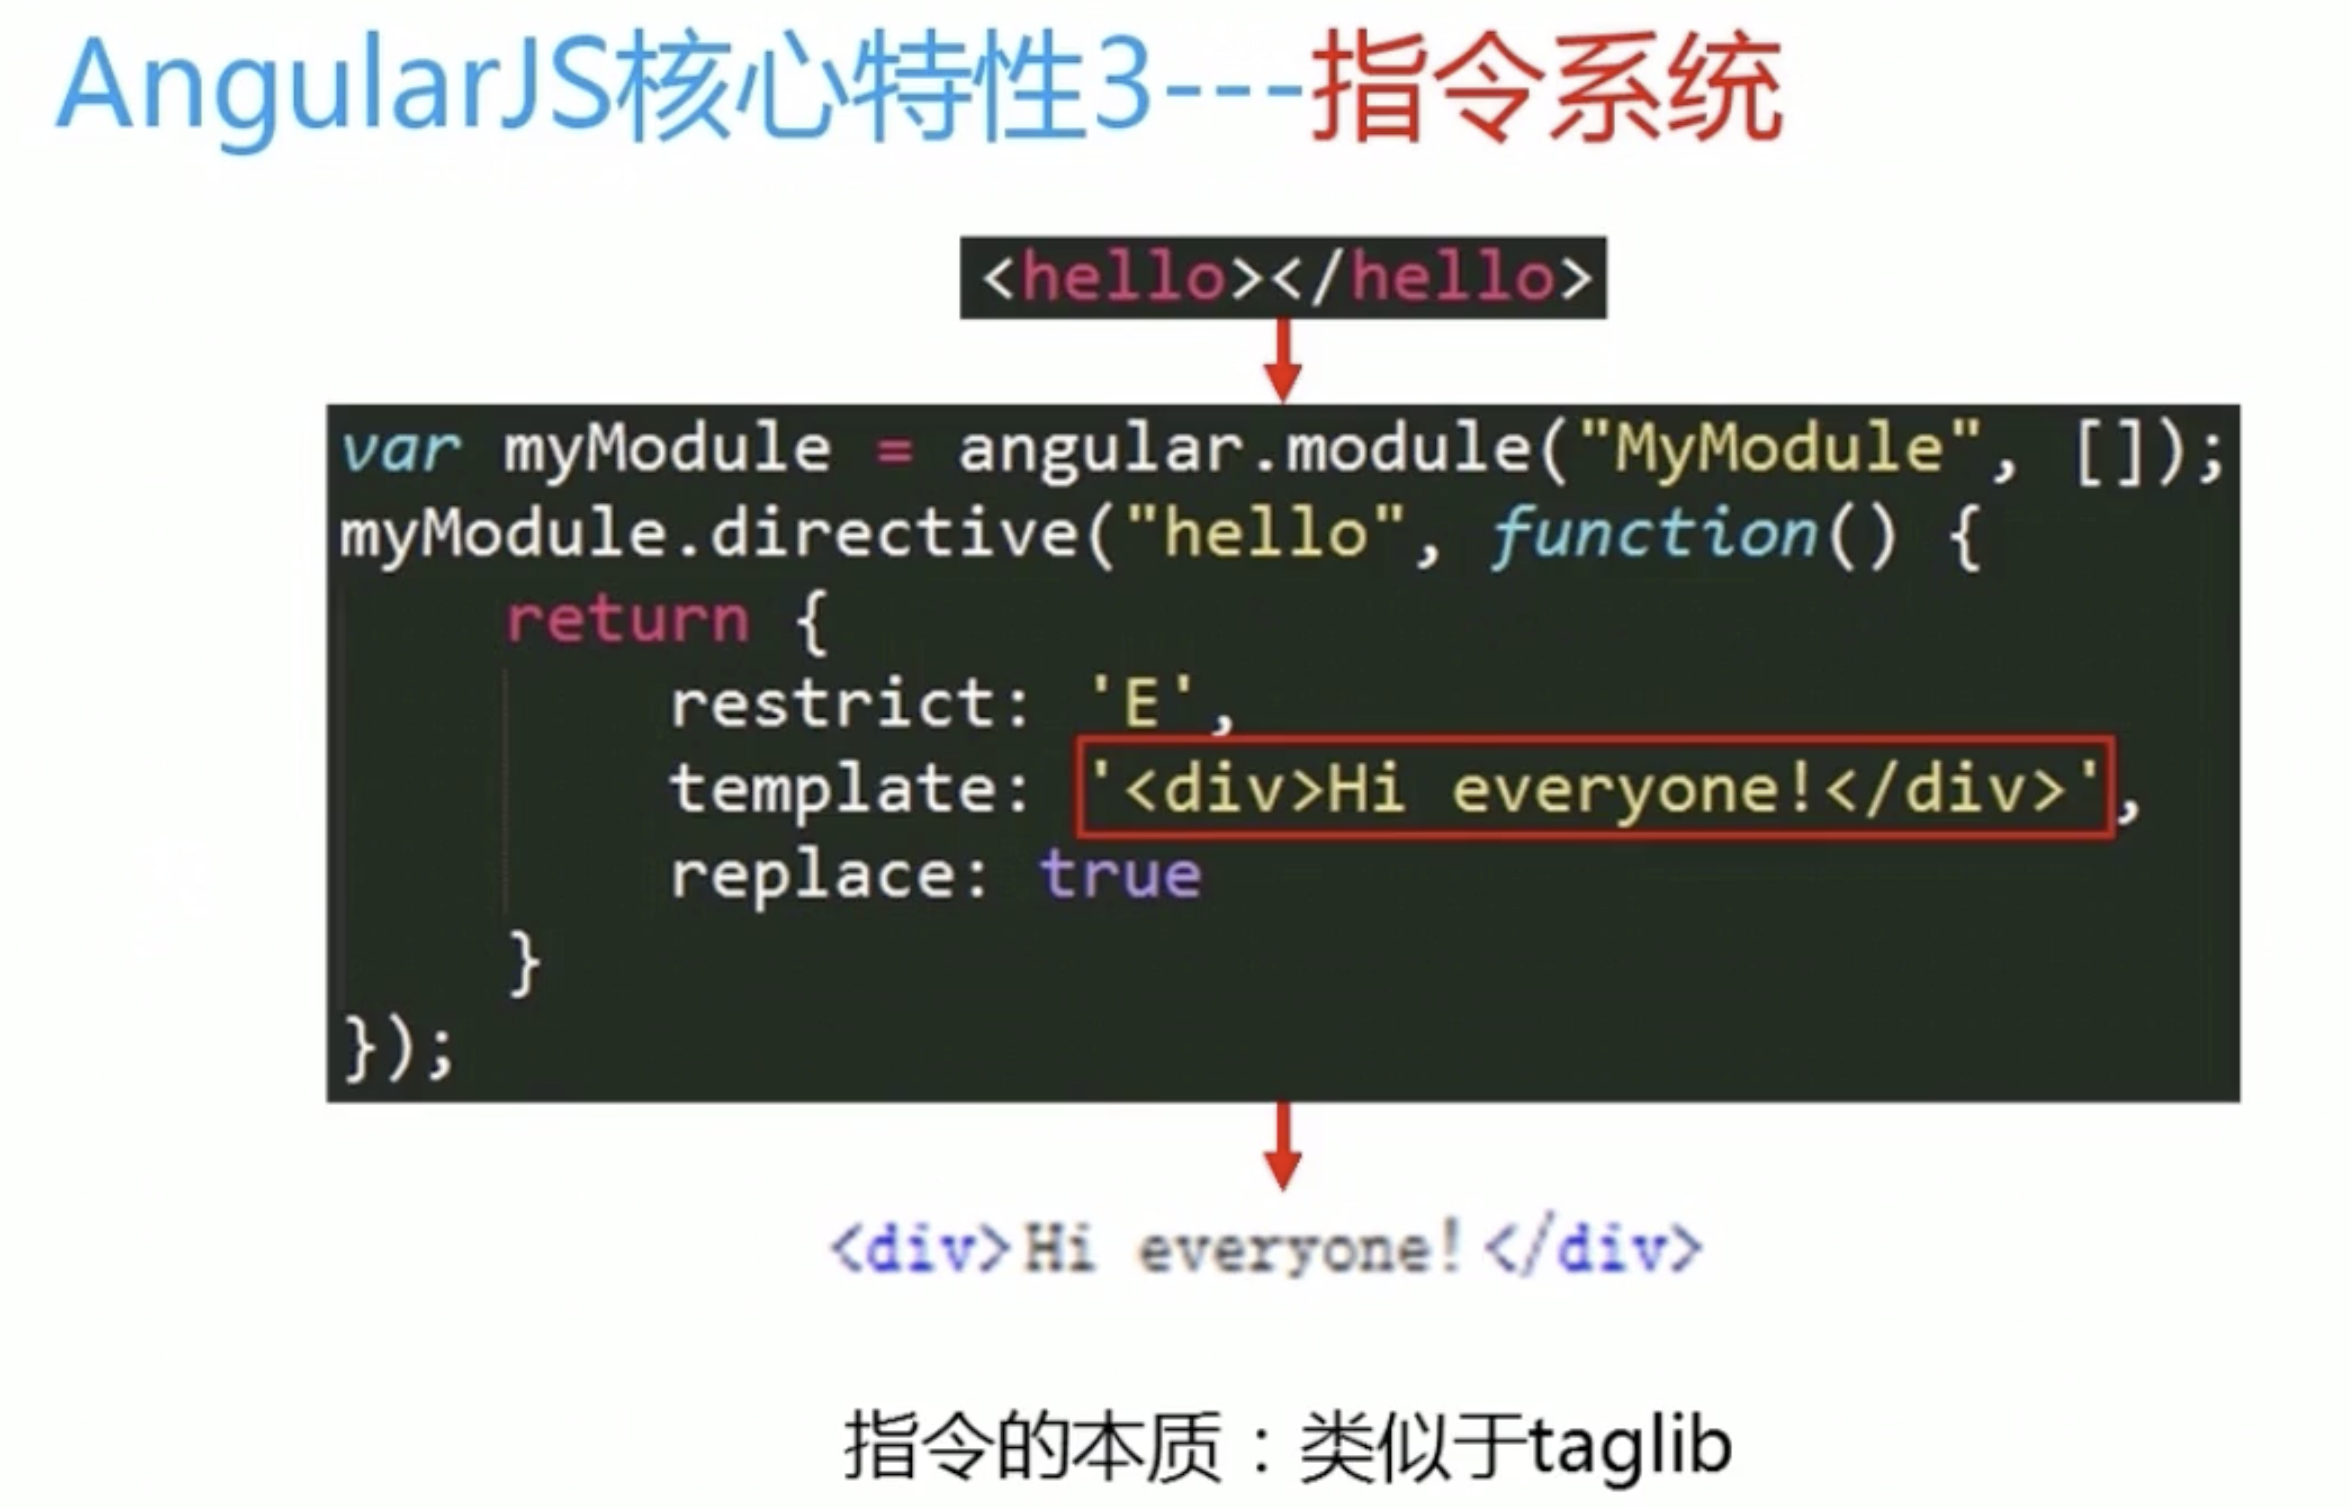 AngularJS核心特性3---指令系统
<hello></hello>
var myModule = angular.module("MyModule", []);
myModule.directive("hello", function() {
    return {
        restrict: 'E',
        template: '<div>Hi everyone!</div>',
        replace: true
    }
});
<div>Hi everyone!</div>
指令的本质：类似于taglib